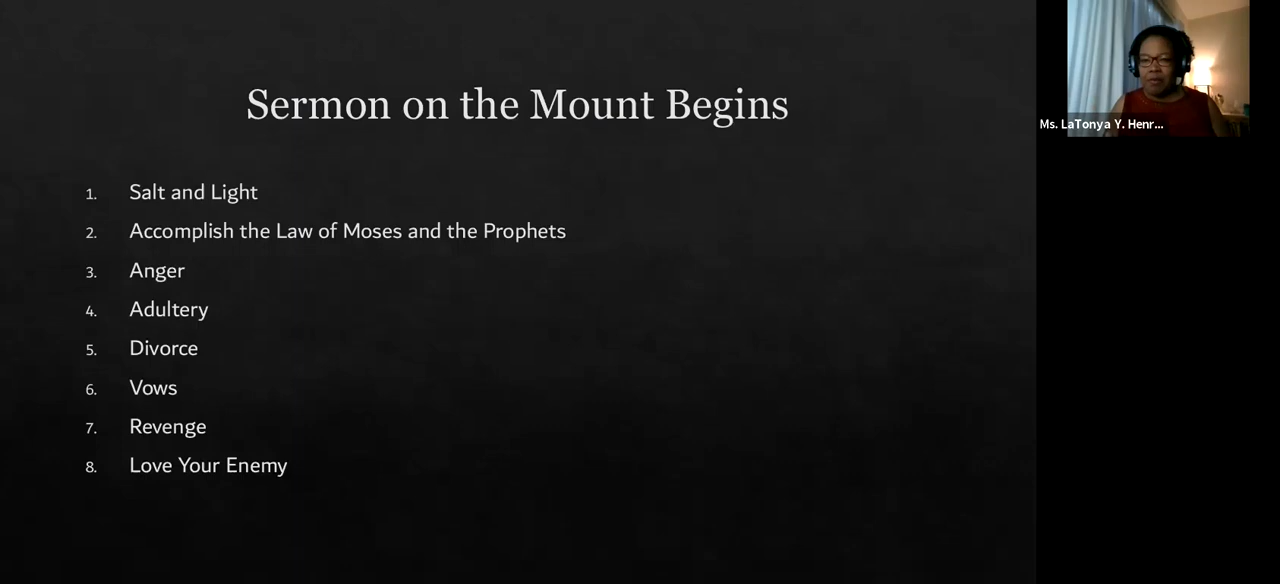 Sermon on the Mount Begins
1. Salt and Light
2. Accomplish the Law of Moses and the Prophets
3. Anger
4. Adultery
5. Divorce
6. Vows
7. Revenge
8. Love Your Enemy
Ms. LaTonya Y. Henr...